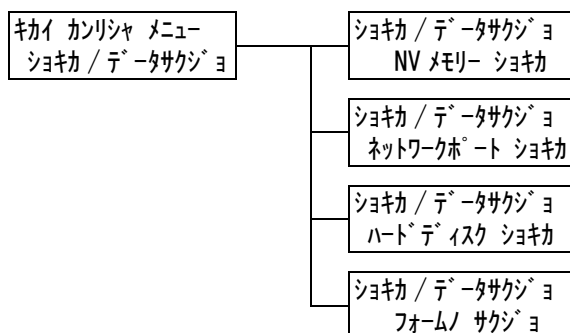 ｷｶｲ ｶﾝﾘｼｬ ﾒﾆｭｰ
ｼｮｷｶ / ﾃﾞｰﾀｻｸｼﾞｮ
ｼｮｷｶ / ﾃﾞｰﾀｻｸｼﾞｮ
NV ﾒﾓﾘｰ ｼｮｷｶ
ｼｮｷｶ / ﾃﾞｰﾀｻｸｼﾞｮ
ﾈｯﾄﾜｰｸﾎﾟｰﾄ ｼｮｷｶ
ｼｮｷｶ / ﾃﾞｰﾀｻｸｼﾞｮ
ﾊｰﾄﾞﾃﾞｨｽｸ ｼｮｷｶ
ｼｮｷｶ / ﾃﾞｰﾀｻｸｼﾞｮ
ﾌｫｰﾑﾉ ｻｸｼﾞｮ